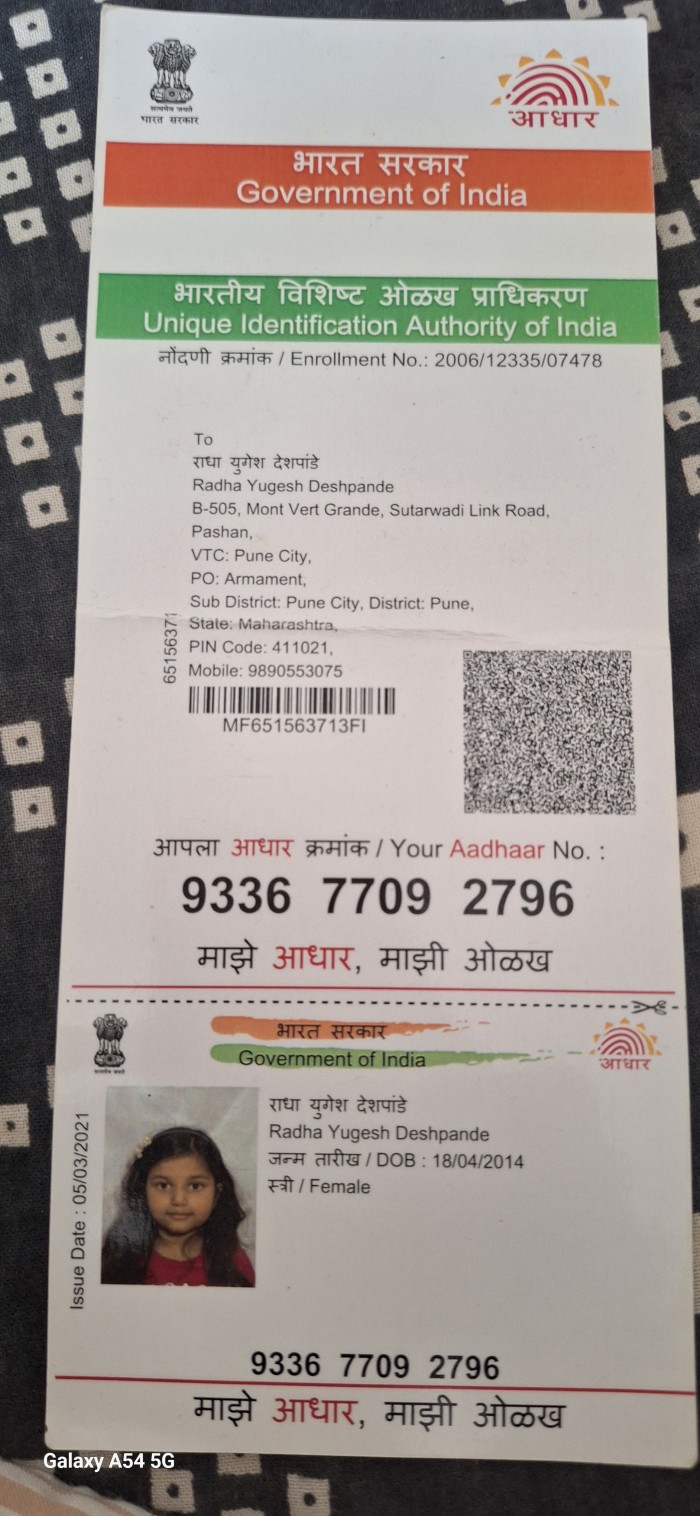 सत्यमेव जयते
भारत सरकार
आधार
भारत सरकार
Government of India
भारतीय विशिष्ट ओळख प्राधिकरण
Unique Identification Authority of India
नोंदणी क्रमांक / Enrollment No.: 2006/12335/07478
To
राधा युगेश देशपांडे
Radha Yugesh Deshpande
B-505, Mont Vert Grande, Sutarwadi Link Road,
Pashan,
VTC: Pune City,
PO: Armament,
Sub District: Pune City, District: Pune,
State: Maharashtra,
PIN Code: 411021,
Mobile: 9890553075
65156371
MF651563713FI
आपला आधार क्रमांक / Your Aadhaar No. :
9336 7709 2796
माझे आधार, माझी ओळख
भारत सरकार
Government of India
आधार
Issue Date : 05/03/2021
राधा युगेश देशपांडे
Radha Yugesh Deshpande
जन्म तारीख / DOB : 18/04/2014
स्त्री / Female
9336 7709 2796
माझे आधार, माझी ओळख
Galaxy A54 5G